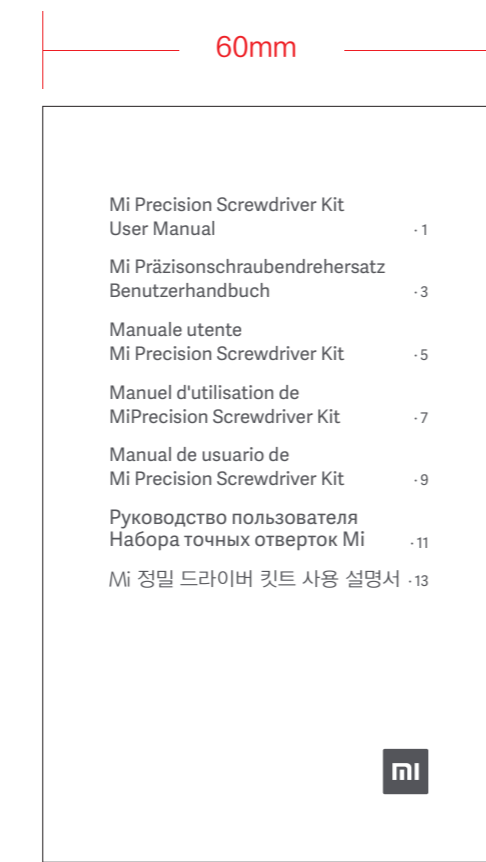 60mm
Mi Precision Screwdriver Kit
User Manual · 1
Mi Präzisonschraubendrehersatz
Benutzerhandbuch · 3
Manuale utente
Mi Precision Screwdriver Kit · 5
Manuel d'utilisation de
MiPrecision Screwdriver Kit · 7
Manual de usuario de
Mi Precision Screwdriver Kit · 9
Руководство пользователя
Набора точных отверток Mi · 11
Mi 정밀 드라이버 킷트 사용 설명서 · 13
mi